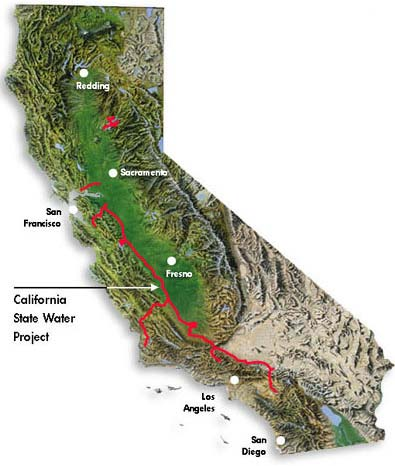 Redding
Sacramento
San
Francisco
Fresno
California
State Water
Project
Los
Angeles
San
Diego